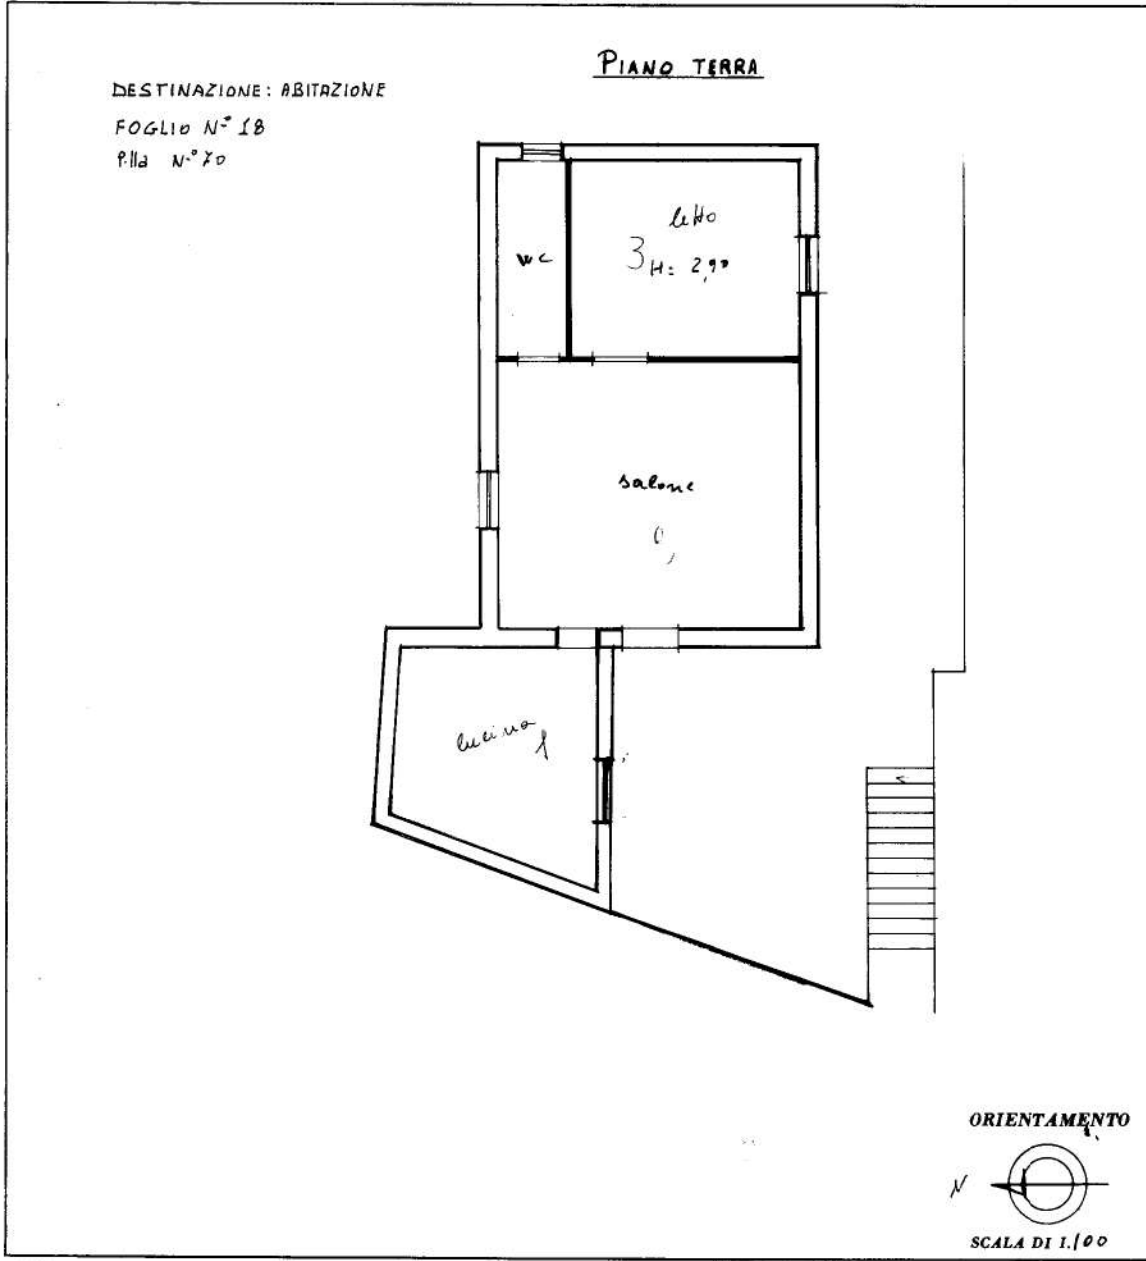 PIANO TERRA
DESTINAZIONE: ABITAZIONE
FOGLIO N° 18
P.lla N° 70
letto
3
H= 2,90
wc
salone
0,
cucina
1
ORIENTAMENTO
N
SCALA DI 1:100